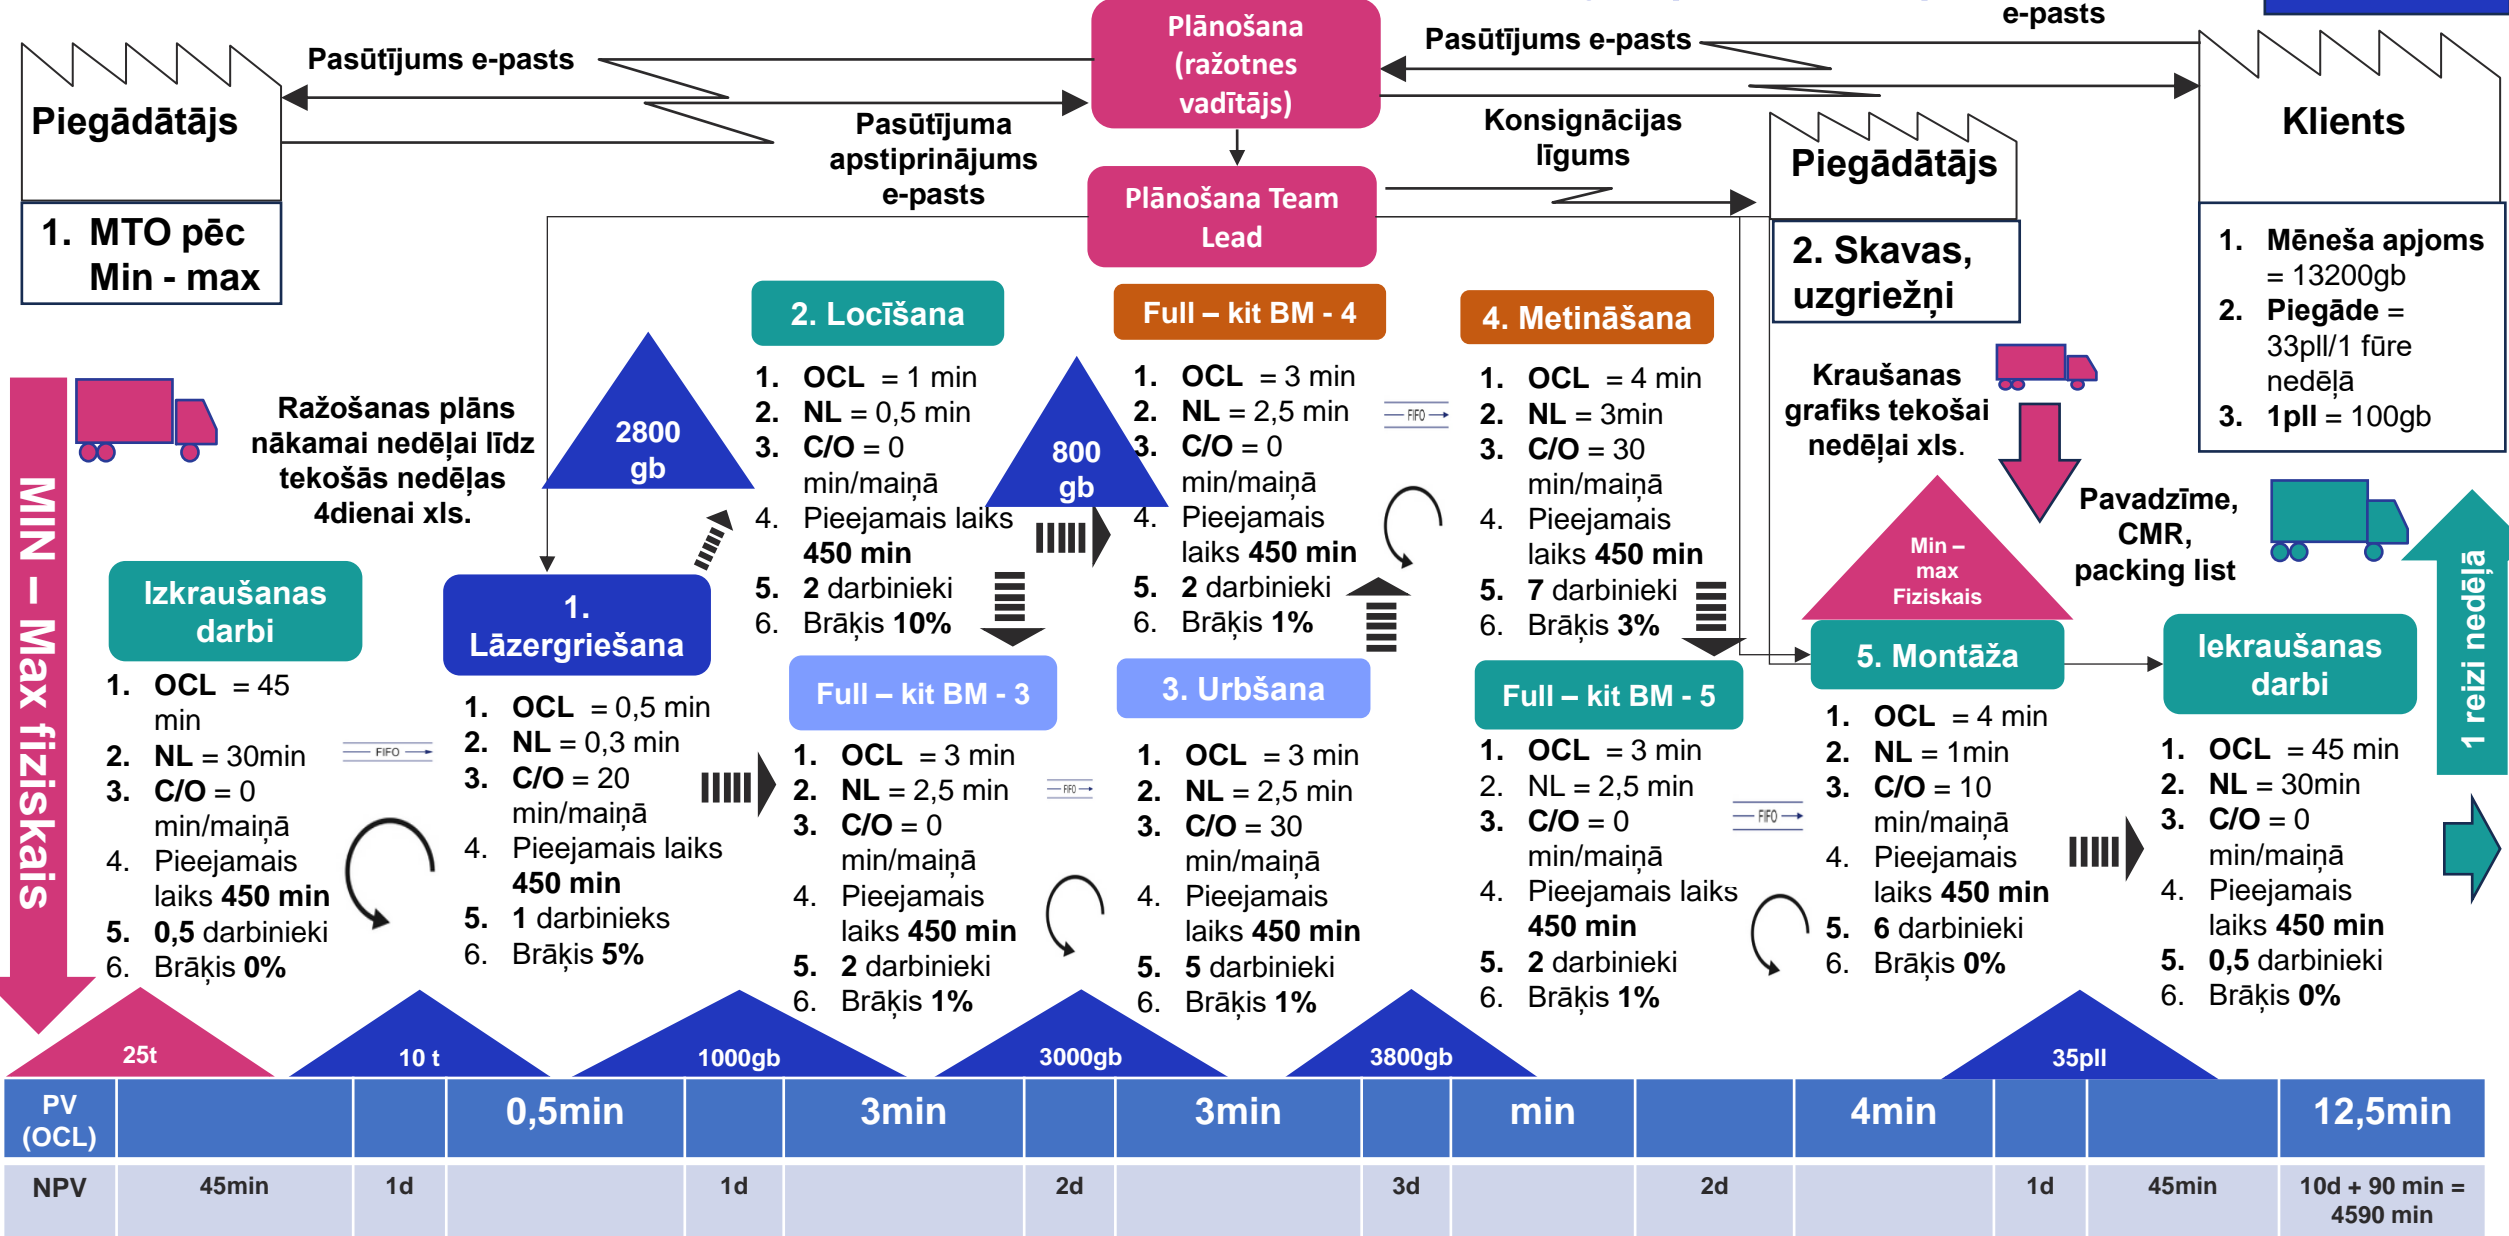 e-pasts
Pasūtījums e-pasts
Plānošana
(ražotnes
vadītājs)
Pasūtījums e-pasts
Piegādātājs
Pasūtījuma
apstiprinājums
e-pasts
Konsignācijas
līgums
Piegādātājs
Klients
Plānošana Team
Lead
1. MTO pēc
Min - max
2. Skavas,
uzgriežņi
1. Mēneša apjoms
= 13200gb
2. Piegāde =
33pll/1 fūre
nedēļā
3. 1pll = 100gb
MIN – Max fiziskais
Ražošanas plāns
nākamai nedēļai līdz
tekošās nedēļas
4dienai xls.
2800
gb
2. Locīšana
1. OCL = 1 min
2. NL = 0,5 min
3. C/O = 0
min/maiņā
4. Pieejamais laiks
450 min
5. 2 darbinieki
6. Brāķis 10%
800
gb
Full – kit BM - 4
1. OCL = 3 min
2. NL = 2,5 min
3. C/O = 0
min/maiņā
4. Pieejamais
laiks 450 min
5. 2 darbinieki
6. Brāķis 1%
FIFO
4. Metināšana
1. OCL = 4 min
2. NL = 3min
3. C/O = 30
min/maiņā
4. Pieejamais
laiks 450 min
5. 7 darbinieki
6. Brāķis 3%
Kraušanas
grafiks tekošai
nedēļai xls.
Min –
max
Fiziskais
Pavadzīme,
CMR,
packing list
1 reizi nedēļā
Izkraušanas
darbi
1. OCL = 45
min
2. NL = 30min
3. C/O = 0
min/maiņā
4. Pieejamais
laiks 450 min
5. 0,5 darbinieki
6. Brāķis 0%
FIFO
1.
Lāzergriešana
1. OCL = 0,5 min
2. NL = 0,3 min
3. C/O = 20
min/maiņā
4. Pieejamais laiks
450 min
5. 1 darbinieks
6. Brāķis 5%
Full – kit BM - 3
1. OCL = 3 min
2. NL = 2,5 min
3. C/O = 0
min/maiņā
4. Pieejamais
laiks 450 min
5. 2 darbinieki
6. Brāķis 1%
FIFO
3. Urbšana
1. OCL = 3 min
2. NL = 2,5 min
3. C/O = 30
min/maiņā
4. Pieejamais
laiks 450 min
5. 5 darbinieki
6. Brāķis 1%
Full – kit BM - 5
1. OCL = 3 min
2. NL = 2,5 min
3. C/O = 0
min/maiņā
4. Pieejamais laiks
450 min
5. 2 darbinieki
6. Brāķis 1%
FIFO
5. Montāža
1. OCL = 4 min
2. NL = 1min
3. C/O = 10
min/maiņā
4. Pieejamais
laiks 450 min
5. 6 darbinieki
6. Brāķis 0%
Iekraušanas
darbi
1. OCL = 45 min
2. NL = 30min
3. C/O = 0
min/maiņā
4. Pieejamais
laiks 450 min
5. 0,5 darbinieki
6. Brāķis 0%
25t
10 t
1000gb
3000gb
3800gb
35pll
PV
(OCL)
0,5min
3min
3min
min
4min
12,5min
NPV
45min
1d
1d
2d
3d
2d
1d
45min
10d + 90 min =
4590 min